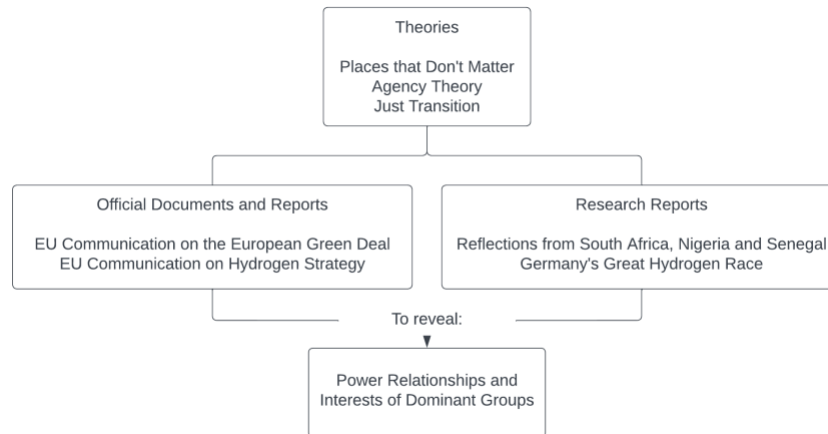 Theories
Places that Don't Matter
Agency Theory
Just Transition
Official Documents and Reports
EU Communication on the European Green Deal
EU Communication on Hydrogen Strategy
Research Reports
Reflections from South Africa, Nigeria and Senegal
Germany's Great Hydrogen Race
To reveal:
Power Relationships and
Interests of Dominant Groups